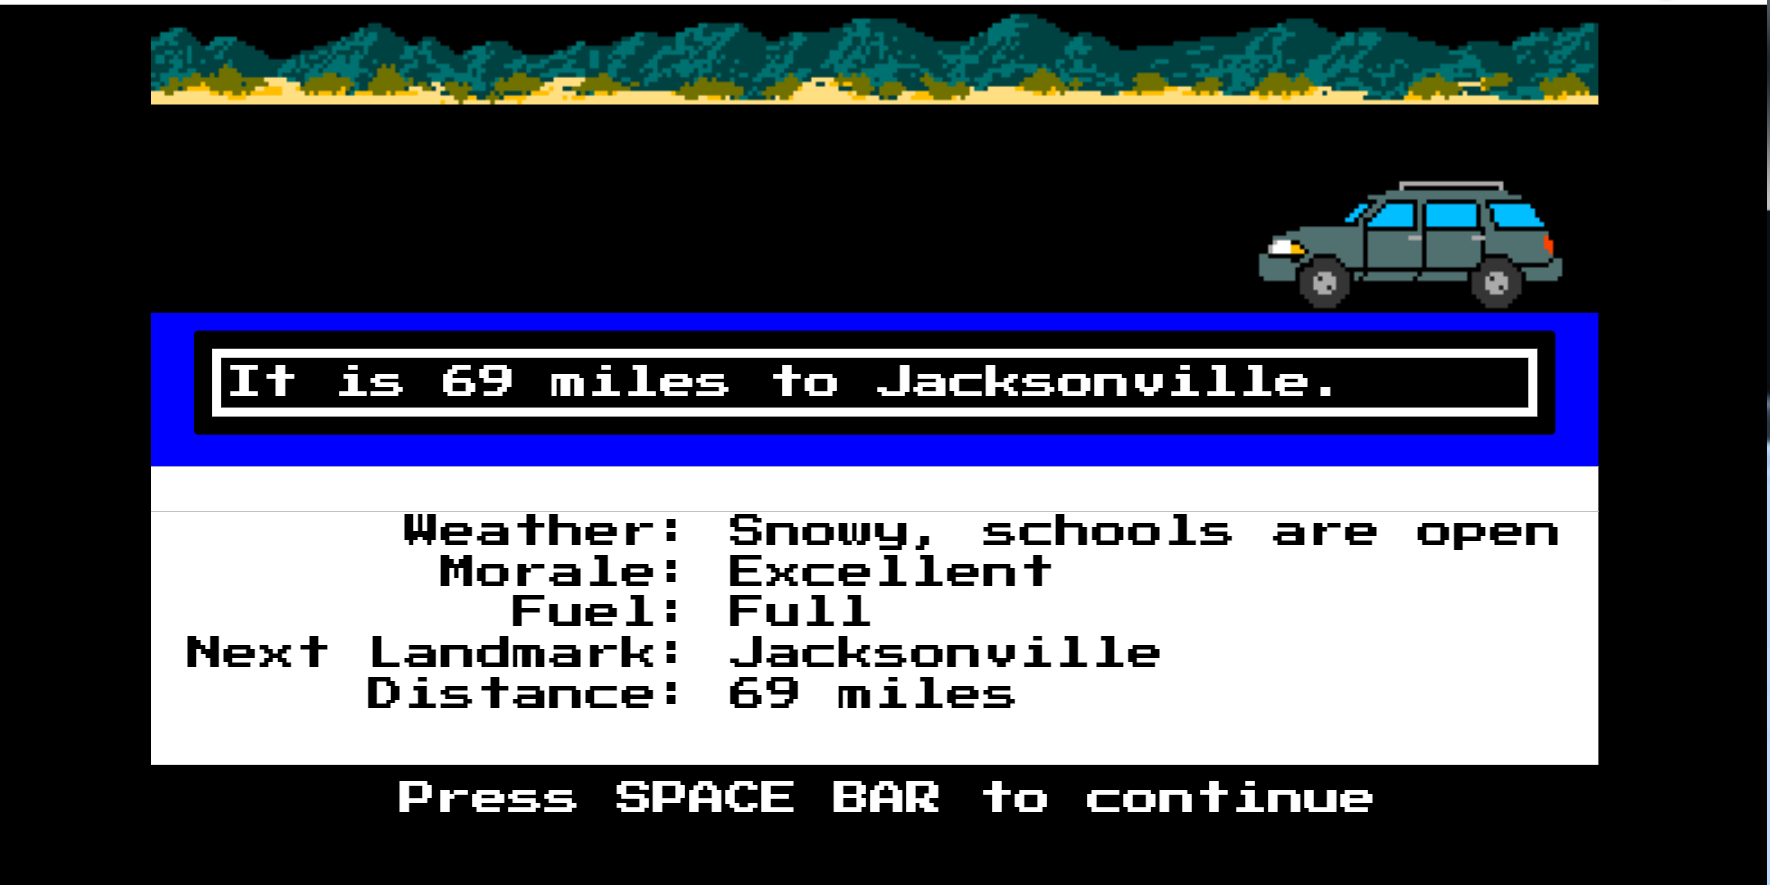 It is 69 miles to Jacksonville.
Weather: Snowy, schools are open
Morale: Excellent
Fuel: Full
Next Landmark: Jacksonville
Distance: 69 miles
Press SPACE BAR to continue